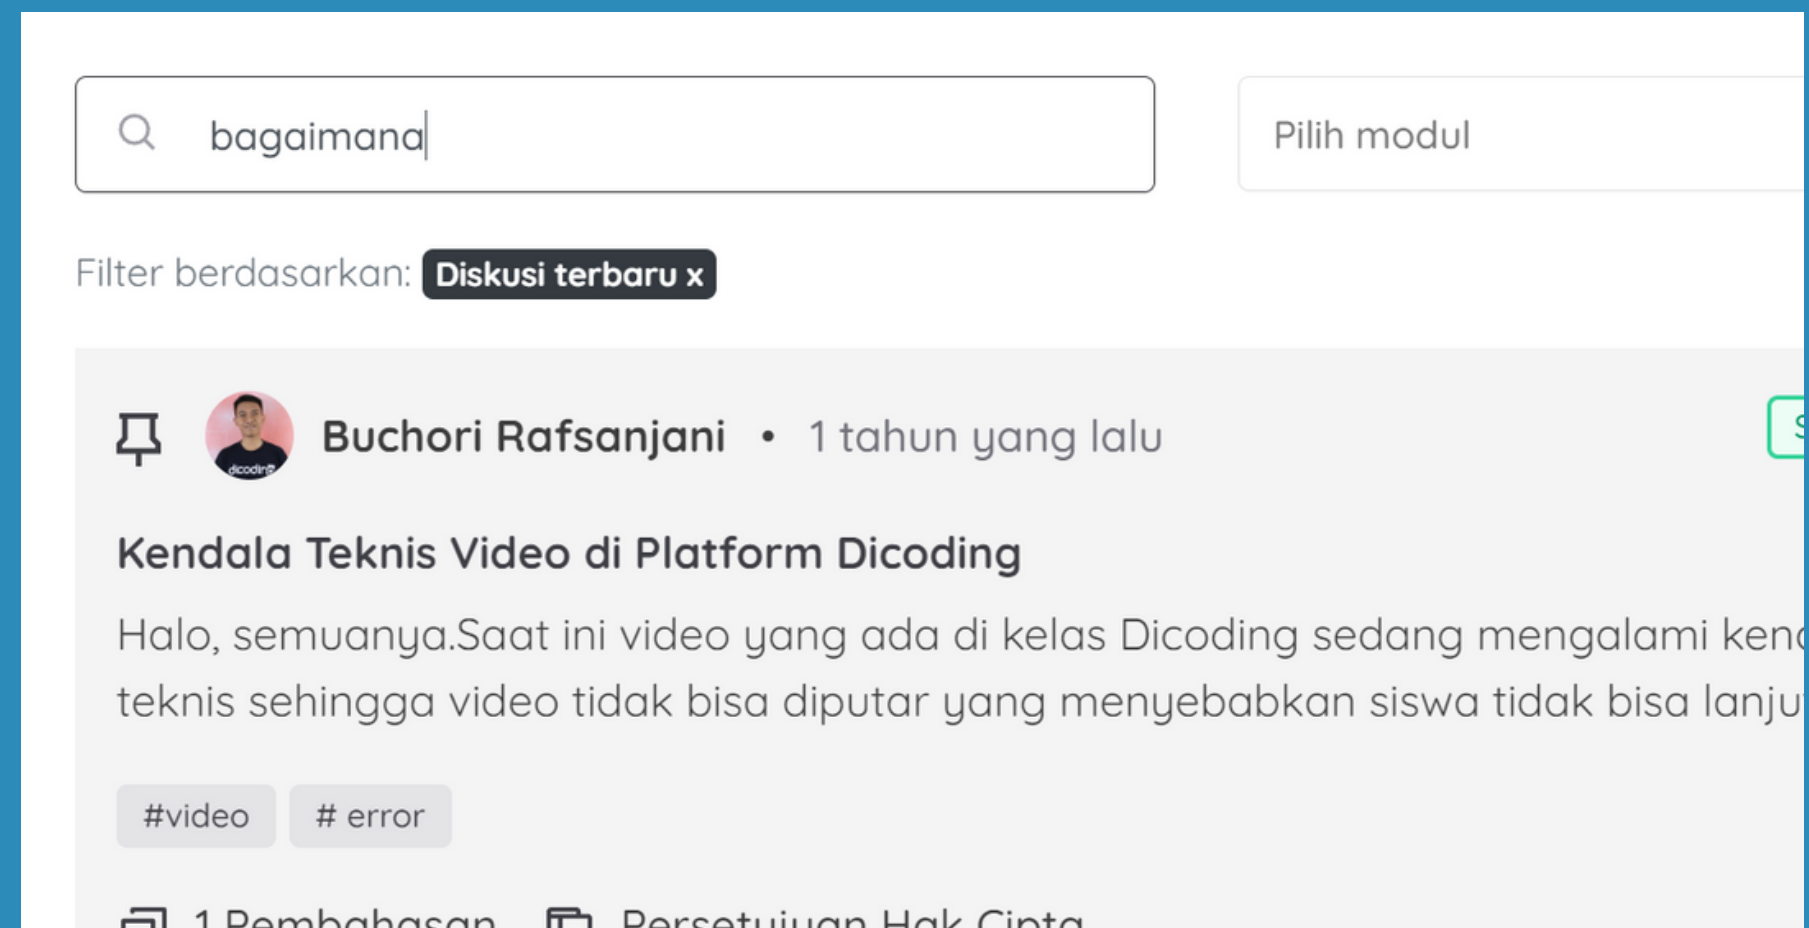 bagaimana
Pilih modul
Filter berdasarkan: Diskusi terbaru x
Buchori Rafsanjani • 1 tahun yang lalu
Kendala Teknis Video di Platform Dicoding
Halo, semuanya.Saat ini video yang ada di kelas Dicoding sedang mengalami
teknis sehingga video tidak bisa diputar yang menyebabkan siswa tidak bisa
#video # error
1 Pembahasan Persetujuan Hak Cipta
dicoding